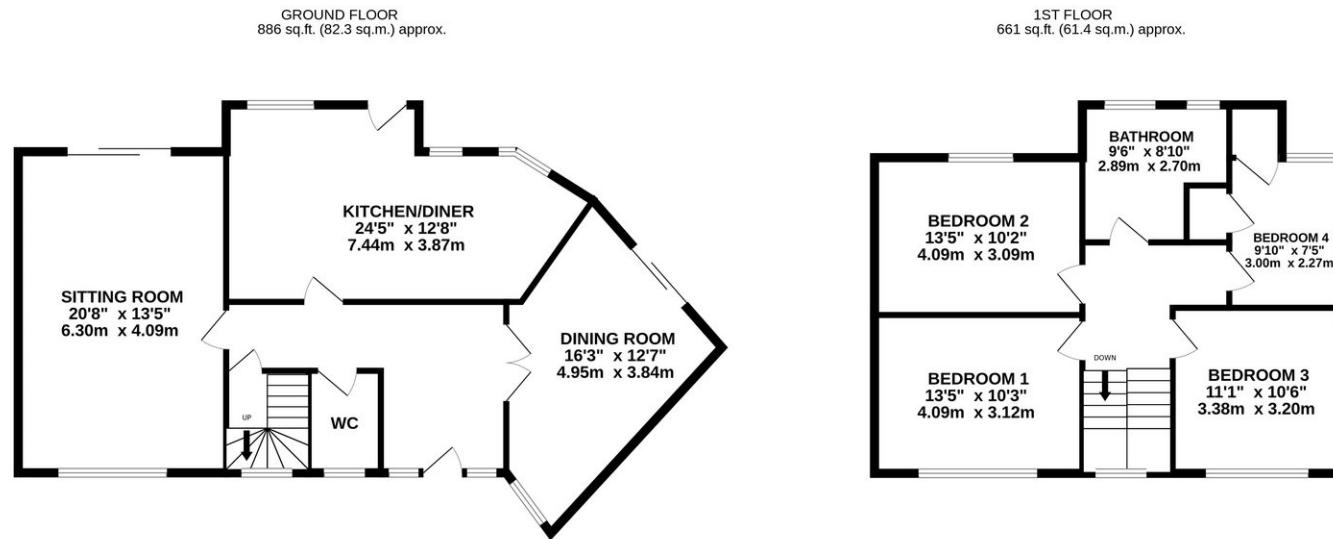 GROUND FLOOR
886 sq.ft. (82.3 sq.m.) approx.
1ST FLOOR
661 sq.ft. (61.4 sq.m.) approx.
KITCHEN/DINER
24'5" x 12'8"
7.44m x 3.87m
SITTING ROOM
20'8" x 13'5"
6.30m x 4.09m
DINING ROOM
16'3" x 12'7"
4.95m x 3.84m
UP
WC
BATHROOM
9'6" x 8'10"
2.89m x 2.70m
BEDROOM 2
13'5" x 10'2"
4.09m x 3.09m
BEDROOM 4
9'10" x 7'5"
3.00m x 2.27m
DOWN
BEDROOM 1
13'5" x 10'3"
4.09m x 3.12m
BEDROOM 3
11'1" x 10'6"
3.38m x 3.20m